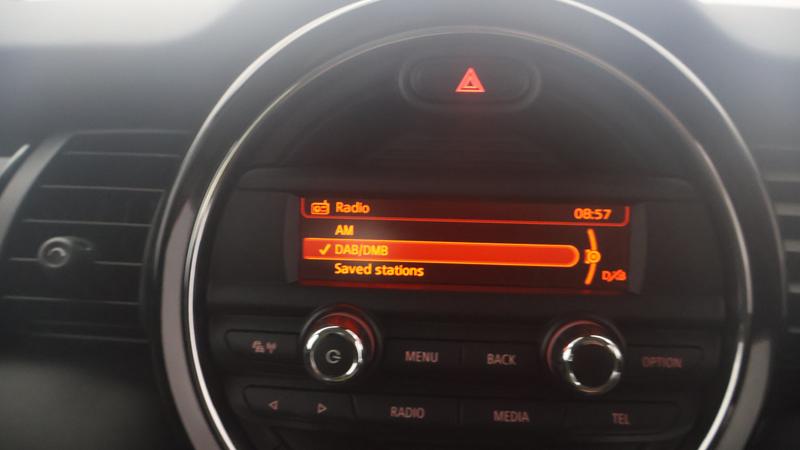 Radio 08:57
AM
DAB/DMB
Saved stations
MENU BACK OPTION
RADIO MEDIA TEL